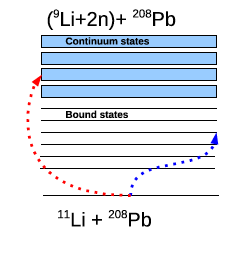 (⁹Li+2n)+ ²⁰⁸Pb
Continuum states
Bound states
¹¹Li + ²⁰⁸Pb